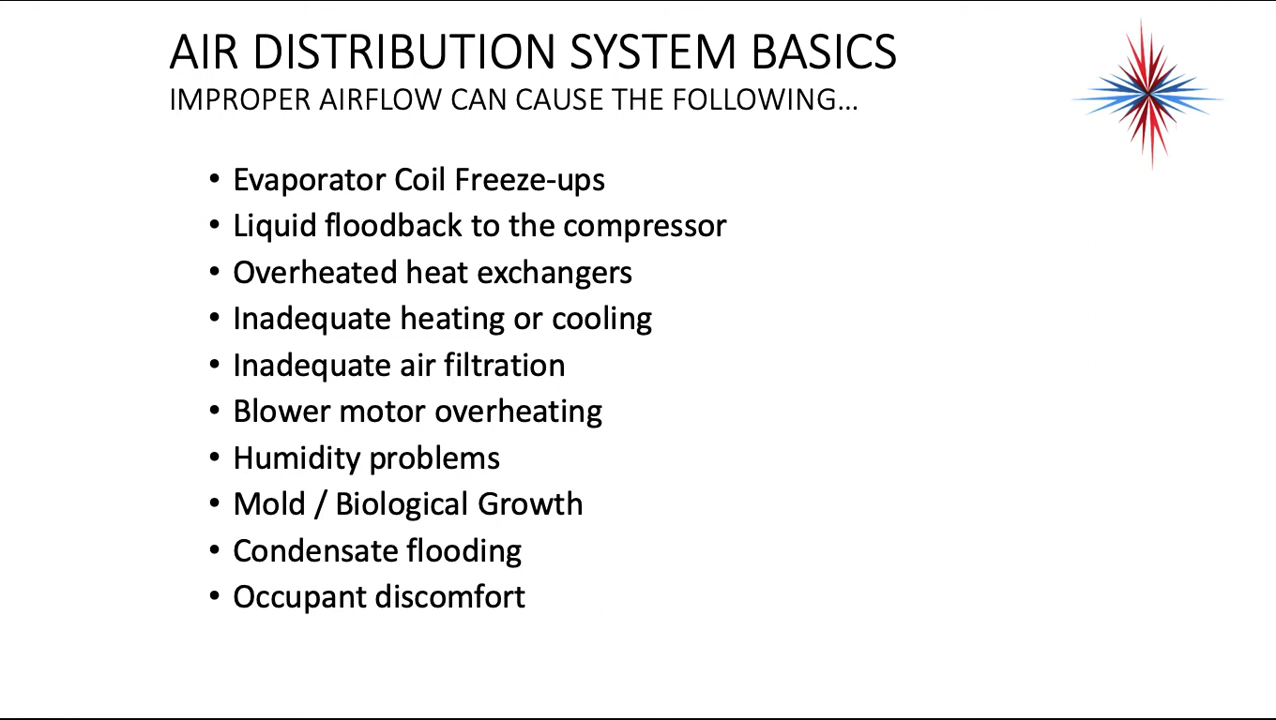 AIR DISTRIBUTION SYSTEM BASICS
IMPROPER AIRFLOW CAN CAUSE THE FOLLOWING…
• Evaporator Coil Freeze-ups
• Liquid floodback to the compressor
• Overheated heat exchangers
• Inadequate heating or cooling
• Inadequate air filtration
• Blower motor overheating
• Humidity problems
• Mold / Biological Growth
• Condensate flooding
• Occupant discomfort